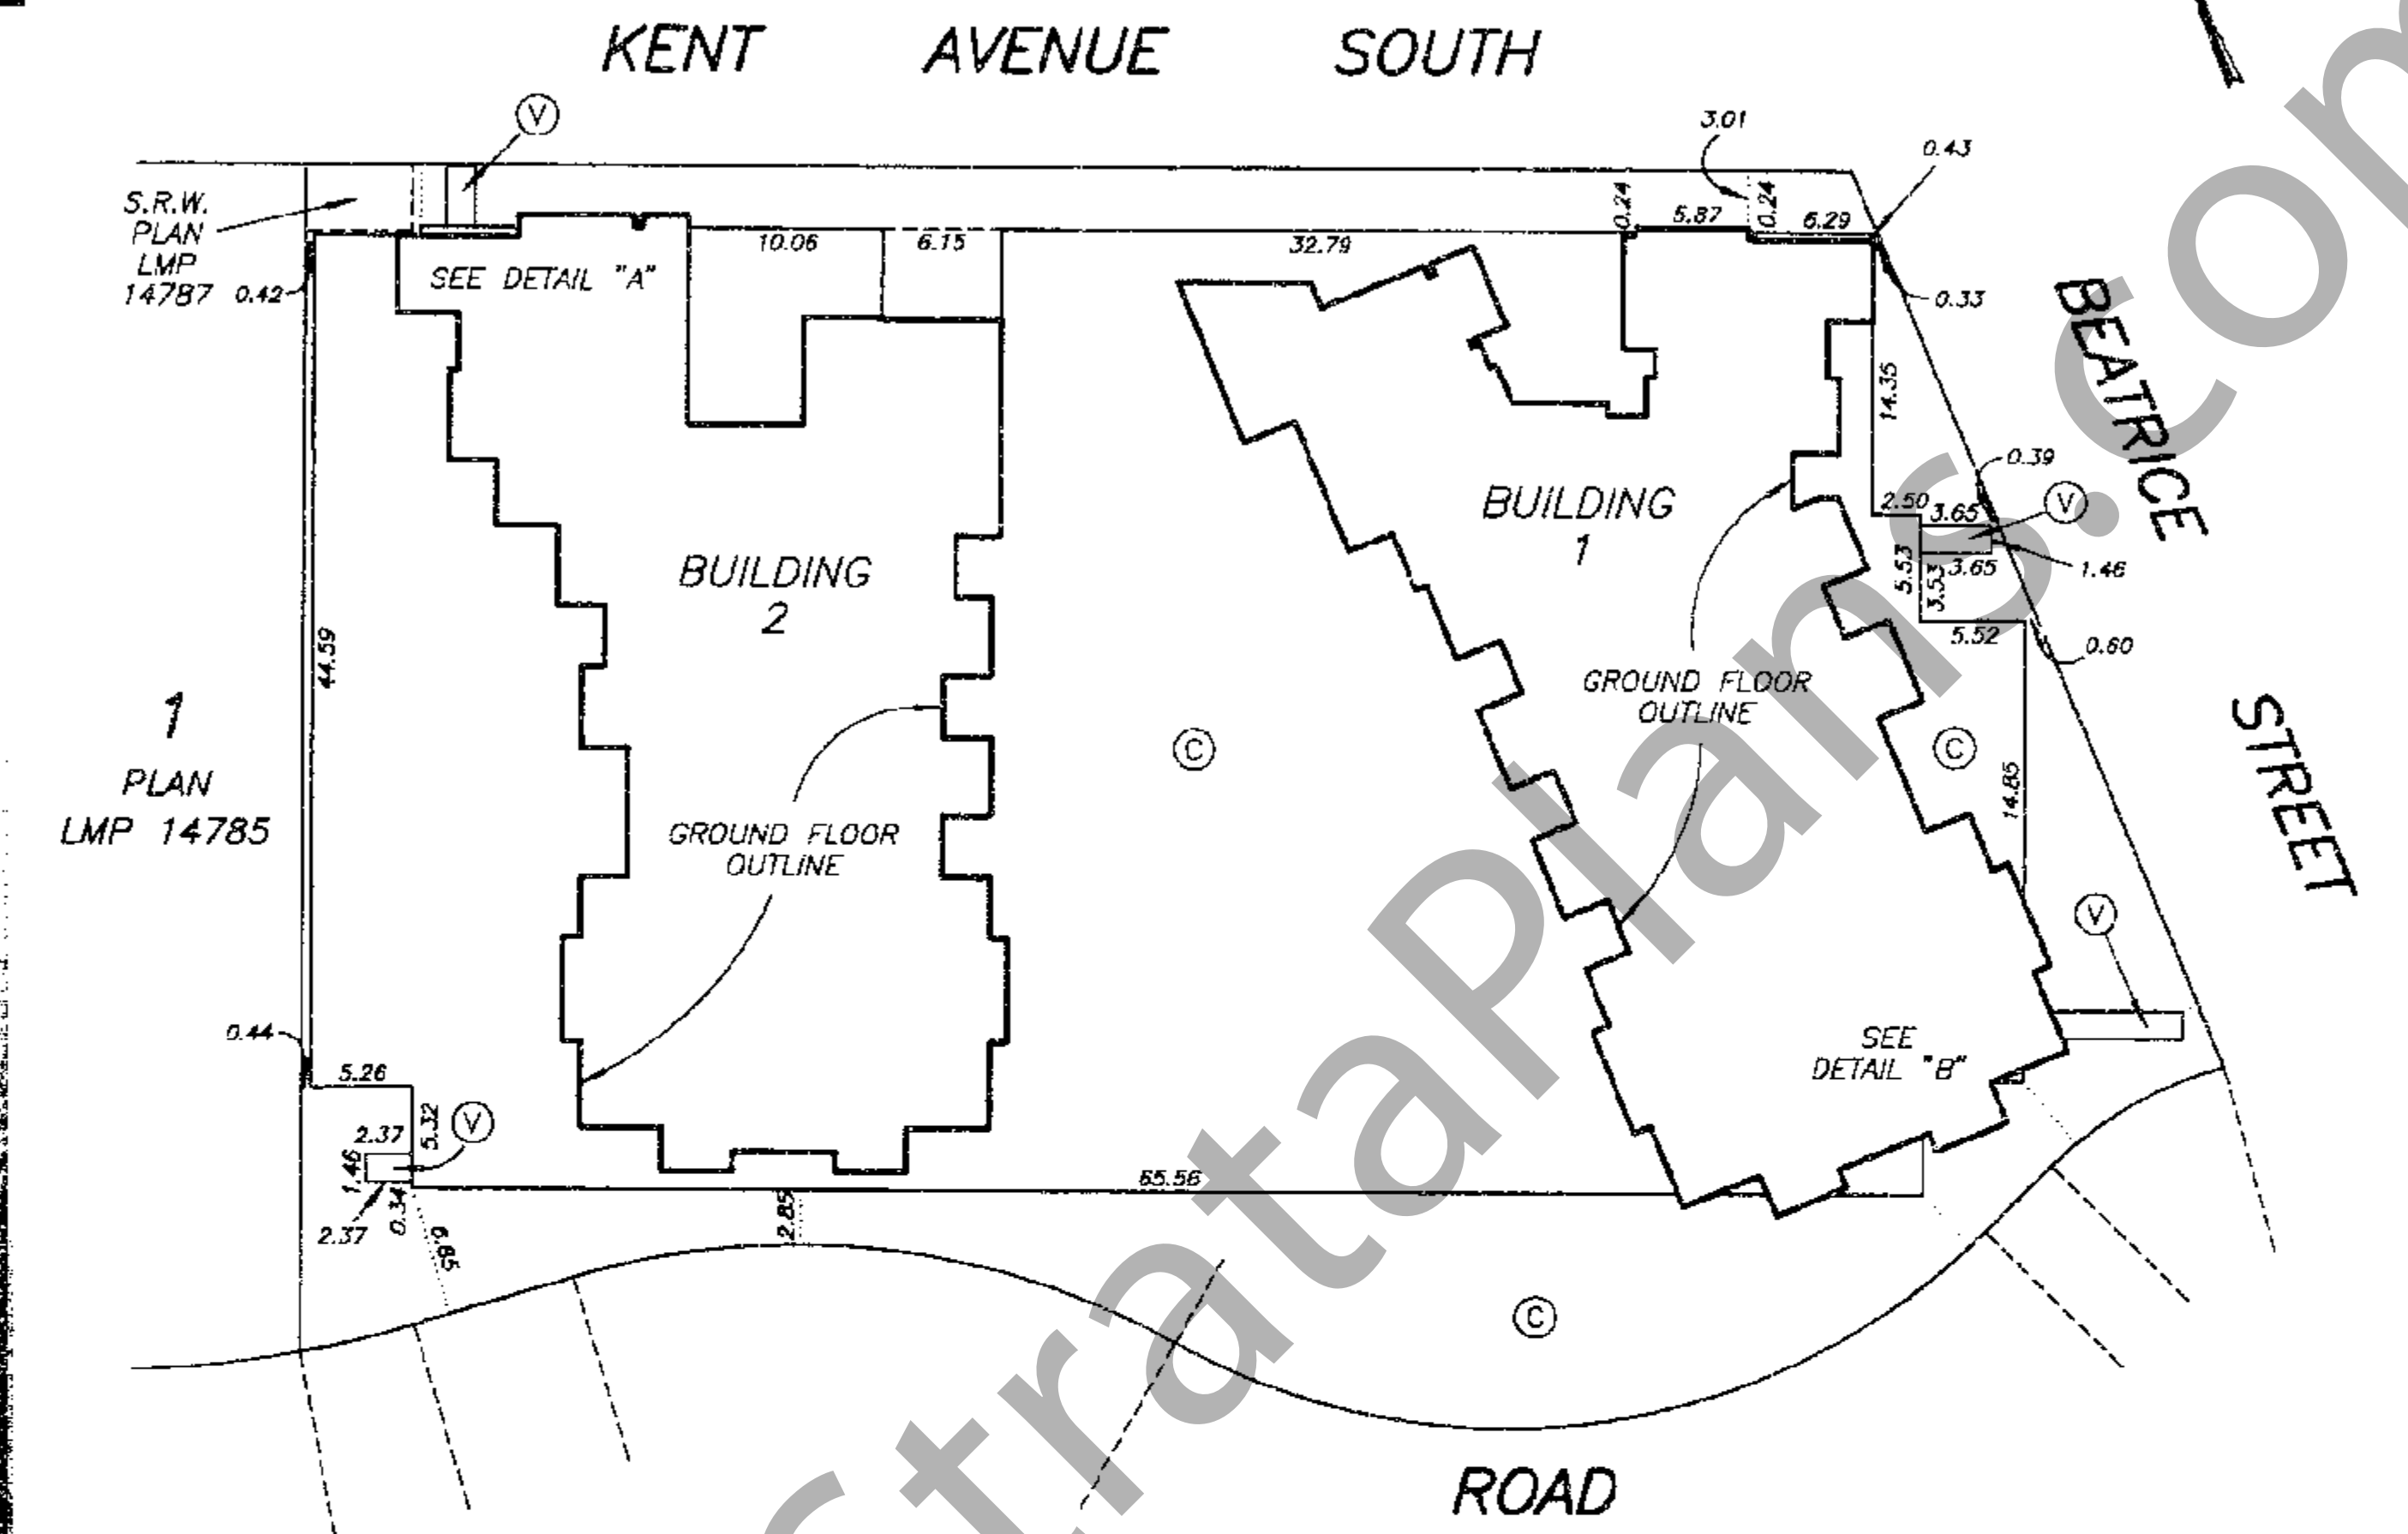 KENT AVENUE SOUTH
V
3.01
0.43
S.R.W.
PLAN
LMP
14787
0.42
SEE DETAIL "A"
10.06
6.15
32.79
0.24
5.87
0.24
6.29
0.33
BEATRICE
STREET
14.35
0.39
V
2.50
3.65
3.65
1.46
5.53
3.53
5.52
0.60
BUILDING
1
BUILDING
2
44.59
1
PLAN
LMP 14785
GROUND FLOOR
OUTLINE
C
C
14.85
GROUND FLOOR
OUTLINE
V
0.44
5.26
SEE
DETAIL "B"
2.37
5.32
V
1.46
2.37
0.34
6.85
2.85
65.56
C
ROAD
StrataPlans.com